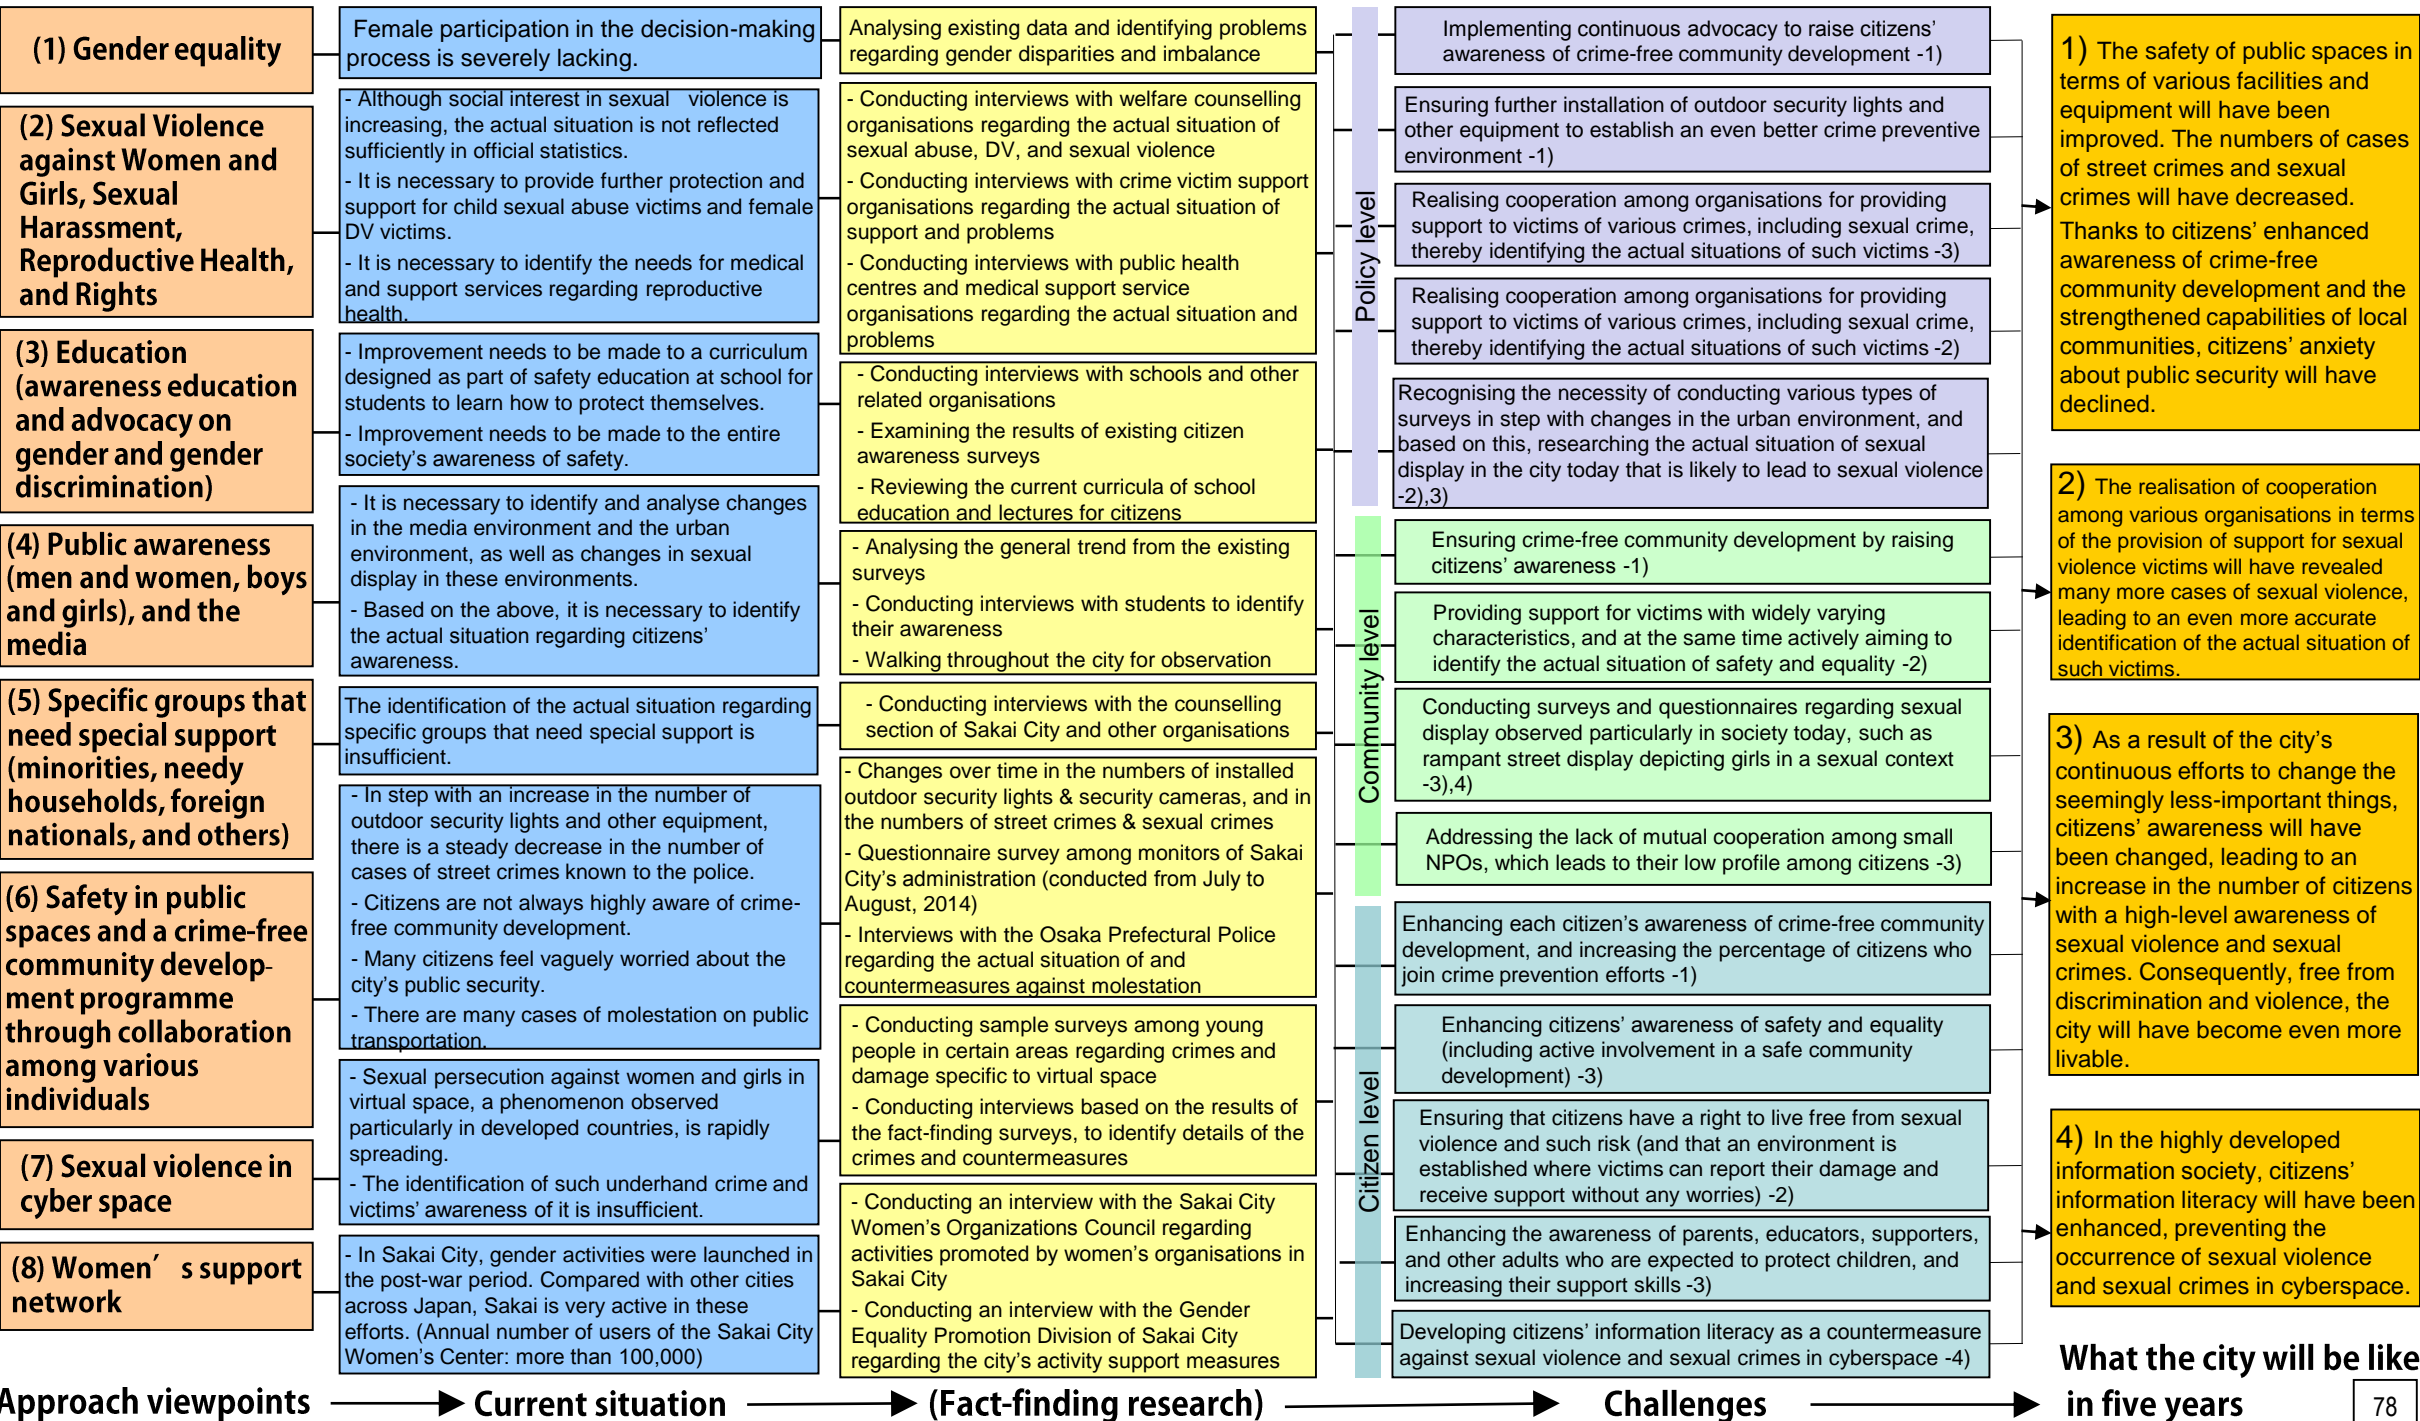 (1) Gender equality
(2) Sexual Violence
against Women and
Girls, Sexual
Harassment,
Reproductive Health,
and Rights
(3) Education
(awareness education
and advocacy on
gender and gender
discrimination)
(4) Public awareness
(men and women, boys
and girls), and the
media
(5) Specific groups that
need special support
(minorities, needy
households, foreign
nationals, and others)
(6) Safety in public
spaces and a crime-free
community develop-
ment programme
through collaboration
among various
individuals
(7) Sexual violence in
cyber space
(8) Women's support
network
Female participation in the decision-making
process is severely lacking.
- Although social interest in sexual violence is
increasing, the actual situation is not reflected
sufficiently in official statistics.
- It is necessary to provide further protection and
support for child sexual abuse victims and female
DV victims.
- It is necessary to identify the needs for medical
and support services regarding reproductive
health.
- Improvement needs to be made to a curriculum
designed as part of safety education at school for
students to learn how to protect themselves.
- Improvement needs to be made to the entire
society's awareness of safety.
- It is necessary to identify and analyse changes
in the media environment and the urban
environment, as well as changes in sexual
display in these environments.
- Based on the above, it is necessary to identify
the actual situation regarding citizens'
awareness.
The identification of the actual situation regarding
specific groups that need special support is
insufficient.
- In step with an increase in the number of
outdoor security lights and other equipment,
there is a steady decrease in the number of
cases of street crimes known to the police.
- Citizens are not always highly aware of crime-
free community development.
- Many citizens feel vaguely worried about the
city's public security.
- There are many cases of molestation on public
transportation.
- Sexual persecution against women and girls in
virtual space, a phenomenon observed
particularly in developed countries, is rapidly
spreading.
- The identification of such underhand crime and
victims' awareness of it is insufficient.
- In Sakai City, gender activities were launched in
the post-war period. Compared with other cities
across Japan, Sakai is very active in these
efforts. (Annual number of users of the Sakai City
Women's Center: more than 100,000)
Analysing existing data and identifying problems
regarding gender disparities and imbalance
- Conducting interviews with welfare counselling
organisations regarding the actual situation of
sexual abuse, DV, and sexual violence
- Conducting interviews with crime victim support
organisations regarding the actual situation of
support and problems
- Conducting interviews with public health
centres and medical support service
organisations regarding the actual situation and
problems
- Conducting interviews with schools and other
related organisations
- Examining the results of existing citizen
awareness surveys
- Reviewing the current curricula of school
education and lectures for citizens
- Analysing the general trend from the existing
surveys
- Conducting interviews with students to identify
their awareness
- Walking throughout the city for observation
- Conducting interviews with the counselling
section of Sakai City and other organisations
- Changes over time in the numbers of installed
outdoor security lights & security cameras, and in
the numbers of street crimes & sexual crimes
- Questionnaire survey among monitors of Sakai
City's administration (conducted from July to
August, 2014)
- Interviews with the Osaka Prefectural Police
regarding the actual situation of and
countermeasures against molestation
- Conducting sample surveys among young
people in certain areas regarding crimes and
damage specific to virtual space
- Conducting interviews based on the results of
the fact-finding surveys, to identify details of the
crimes and countermeasures
- Conducting an interview with the Sakai City
Women's Organizations Council regarding
activities promoted by women's organisations in
Sakai City
- Conducting an interview with the Gender
Equality Promotion Division of Sakai City
regarding the city's activity support measures
Policy level
Implementing continuous advocacy to raise citizens'
awareness of crime-free community development -1)
Ensuring further installation of outdoor security lights and
other equipment to establish an even better crime preventive
environment -1)
Realising cooperation among organisations for providing
support to victims of various crimes, including sexual crime,
thereby identifying the actual situations of such victims -3)
Realising cooperation among organisations for providing
support to victims of various crimes, including sexual crime,
thereby identifying the actual situations of such victims -2)
Recognising the necessity of conducting various types of
surveys in step with changes in the urban environment, and
based on this, researching the actual situation of sexual
display in the city today that is likely to lead to sexual violence
-2),3)
Community level
Ensuring crime-free community development by raising
citizens' awareness -1)
Providing support for victims with widely varying
characteristics, and at the same time actively aiming to
identify the actual situation of safety and equality -2)
Conducting surveys and questionnaires regarding sexual
display observed particularly in society today, such as
rampant street display depicting girls in a sexual context
-3),4)
Addressing the lack of mutual cooperation among small
NPOs, which leads to their low profile among citizens -3)
Citizen level
Enhancing each citizen's awareness of crime-free community
development, and increasing the percentage of citizens who
join crime prevention efforts -1)
Enhancing citizens' awareness of safety and equality
(including active involvement in a safe community
development) -3)
Ensuring that citizens have a right to live free from sexual
violence and such risk (and that an environment is
established where victims can report their damage and
receive support without any worries) -2)
Enhancing the awareness of parents, educators, supporters,
and other adults who are expected to protect children, and
increasing their support skills -3)
Developing citizens' information literacy as a countermeasure
against sexual violence and sexual crimes in cyberspace -4)
1) The safety of public spaces in
terms of various facilities and
equipment will have been
improved. The numbers of cases
of street crimes and sexual
crimes will have decreased.
Thanks to citizens' enhanced
awareness of crime-free
community development and the
strengthened capabilities of local
communities, citizens' anxiety
about public security will have
declined.
2) The realisation of cooperation
among various organisations in terms
of the provision of support for sexual
violence victims will have revealed
many more cases of sexual violence,
leading to an even more accurate
identification of the actual situation of
such victims.
3) As a result of the city's
continuous efforts to change the
seemingly less-important things,
citizens' awareness will have
been changed, leading to an
increase in the number of citizens
with a high-level awareness of
sexual violence and sexual
crimes. Consequently, free from
discrimination and violence, the
city will have become even more
livable.
4) In the highly developed
information society, citizens'
information literacy will have been
enhanced, preventing the
occurrence of sexual violence
and sexual crimes in cyberspace.
Approach viewpoints
Current situation
(Fact-finding research)
Challenges
What the city will be like
in five years
78